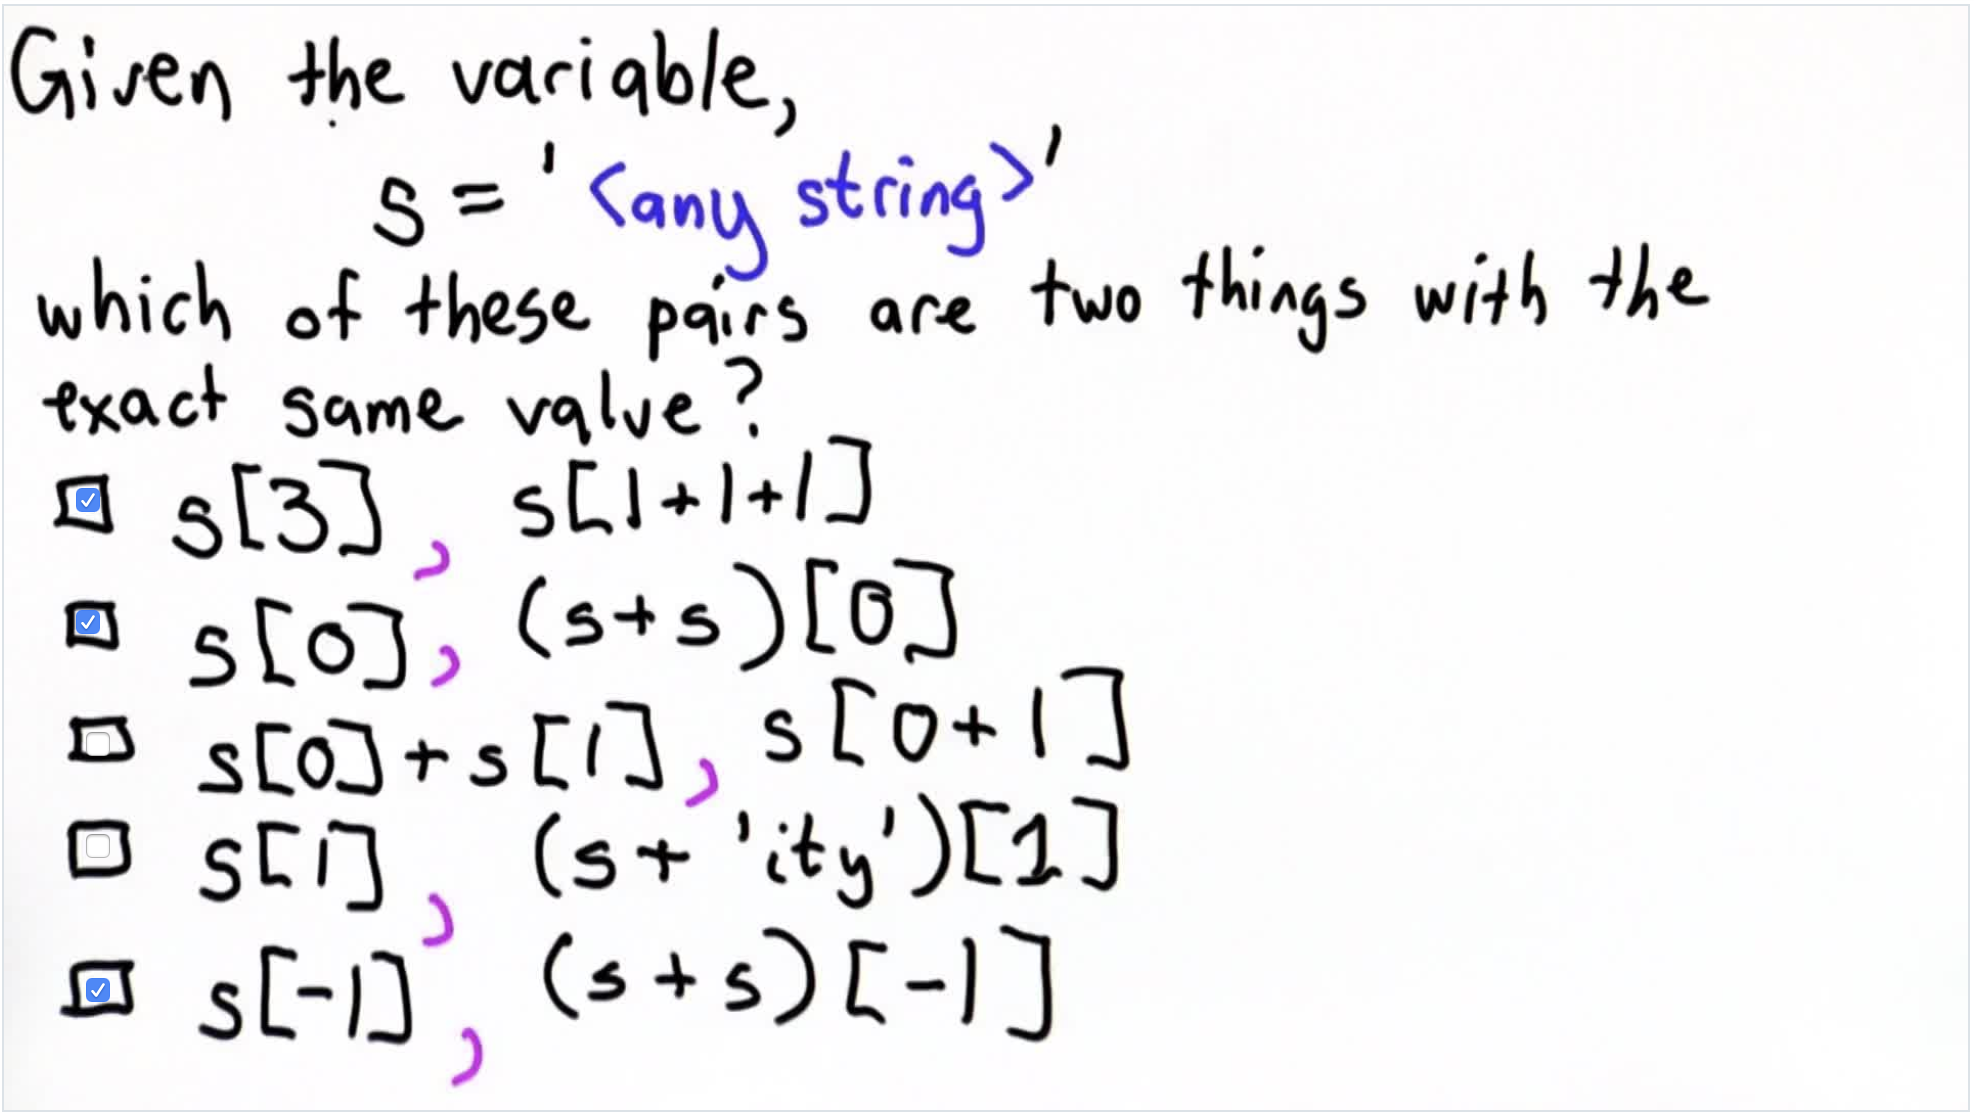 Given the variable,
s = '<any string>'
which of these pairs are two things with the
exact same value?
s[3], s[1+1+1]
s[0], (s+s)[0]
s[0]+s[1], s[0+1]
s[1], (s+'ity')[1]
s[-1], (s+s)[-1]